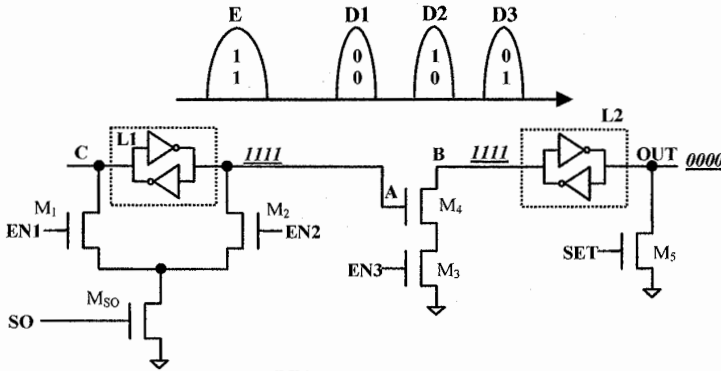 E D1 D2 D3
1 0 1 0
1 0 0 1
L1 L2
C 1111 B 1111 OUT 0000
A
M1 M2 M4
EN1 EN2 EN3 M3 SET M5
MSO
SO